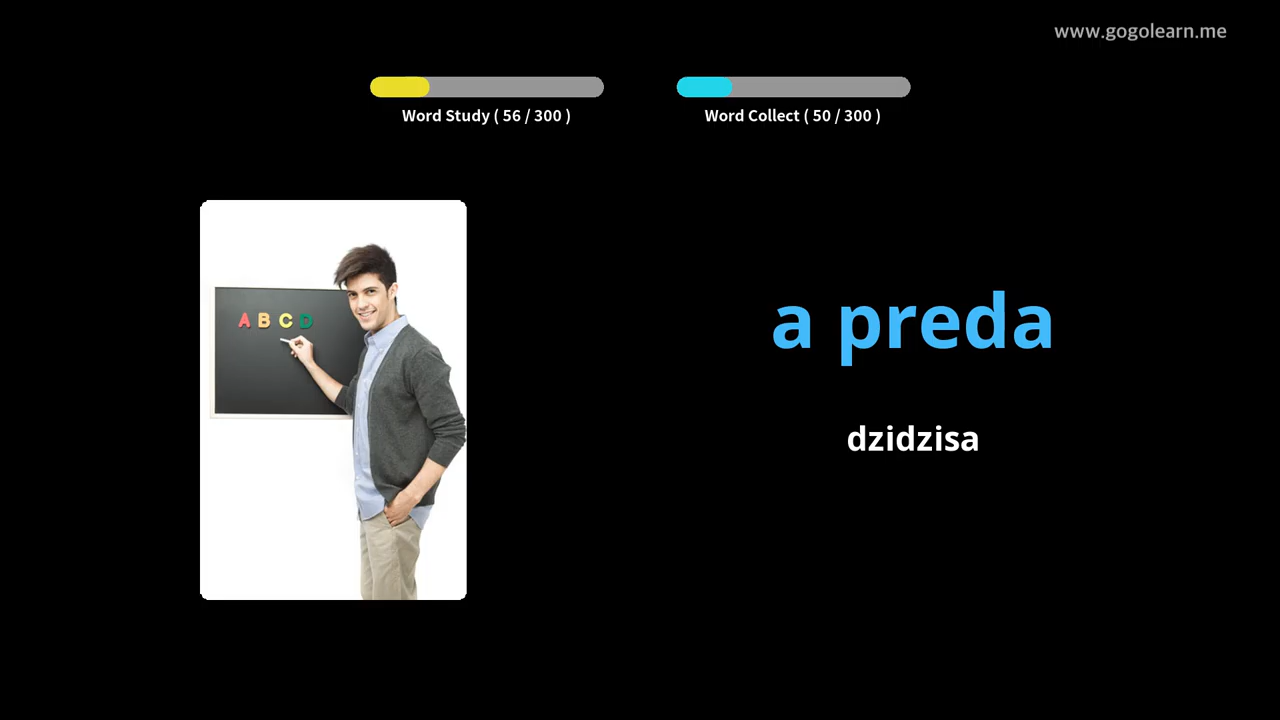 www.gogolearn.me
Word Study ( 56 / 300 )
Word Collect ( 50 / 300 )
A B C D
a preda
dzidzisa